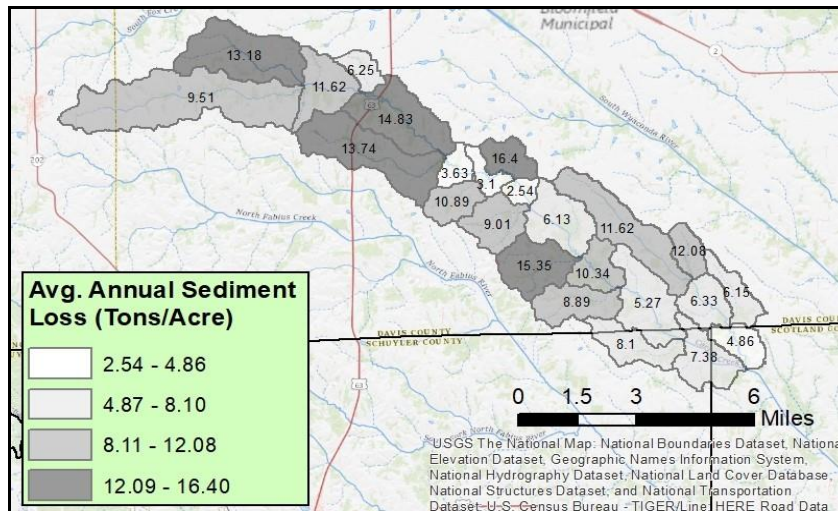 South Fox Creek
Bloomfield
Municipal
2
13.18
6.25
11.62
9.51
63
14.83
South Wyaconda River
202
13.74
16.4
3.63
3.1
2.54
10.89
North Fabius Creek
9.01
6.13
11.62
12.08
North Fabius River
15.35
10.34
6.15
8.89
5.27
6.33
Avg. Annual Sediment
Loss (Tons/Acre)
2.54 - 4.86
4.87 - 8.10
8.11 - 12.08
12.09 - 16.40
DAVIS COUNTY
SCHUYLER COUNTY
DAVIS COU
SCOTLAND CO
8.1
4.86
7.38
63
0 1.5 3 6
Miles
USGS The National Map: National Boundaries Dataset, Nationa
Elevation Dataset, Geographic Names Information System,
National Hydrography Dataset, National Land Cover Database,
National Structures Dataset, and National Transportation
Dataset; U.S. Census Bureau - TIGER/Line; HERE Road Data